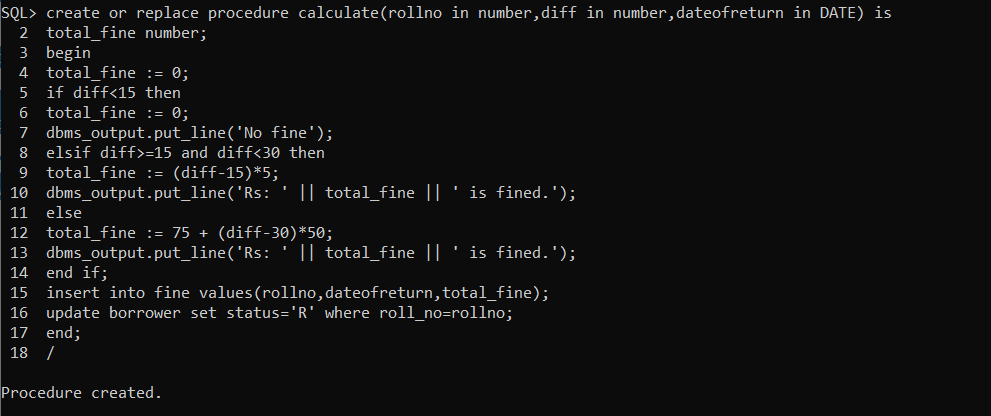 SQL> create or replace procedure calculate(rollno in number,diff in number,dateofreturn in DATE) is
  2  total_fine number;
  3  begin
  4  total_fine := 0;
  5  if diff<15 then
  6  total_fine := 0;
  7  dbms_output.put_line('No fine');
  8  elsif diff>=15 and diff<30 then
  9  total_fine := (diff-15)*5;
 10  dbms_output.put_line('Rs: ' || total_fine || ' is fined.');
 11  else
 12  total_fine := 75 + (diff-30)*50;
 13  dbms_output.put_line('Rs: ' || total_fine || ' is fined.');
 14  end if;
 15  insert into fine values(rollno,dateofreturn,total_fine);
 16  update borrower set status='R' where roll_no=rollno;
 17  end;
 18  /

Procedure created.